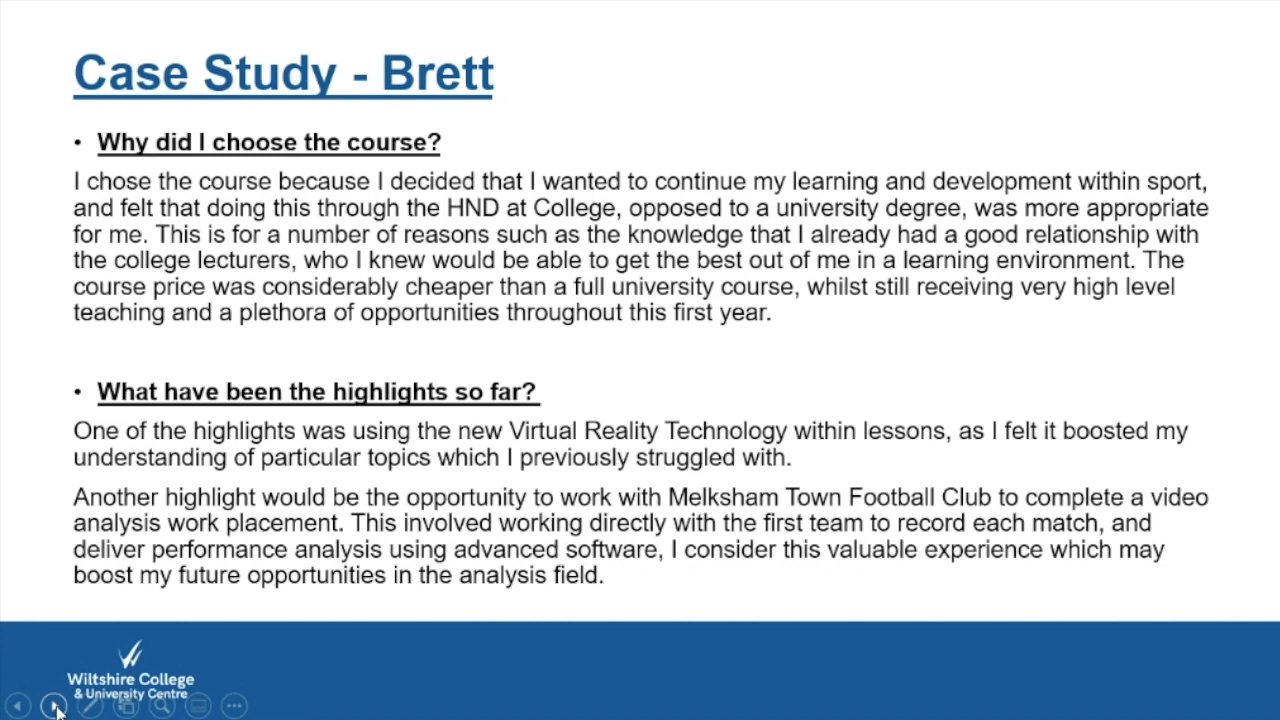 Case Study - Brett
• Why did I choose the course?
I chose the course because I decided that I wanted to continue my learning and development within sport,
and felt that doing this through the HND at College, opposed to a university degree, was more appropriate
for me. This is for a number of reasons such as the knowledge that I already had a good relationship with
the college lecturers, who I knew would be able to get the best out of me in a learning environment. The
course price was considerably cheaper than a full university course, whilst still receiving very high level
teaching and a plethora of opportunities throughout this first year.
• What have been the highlights so far?
One of the highlights was using the new Virtual Reality Technology within lessons, as I felt it boosted my
understanding of particular topics which I previously struggled with.
Another highlight would be the opportunity to work with Melksham Town Football Club to complete a video
analysis work placement. This involved working directly with the first team to record each match, and
deliver performance analysis using advanced software, I consider this valuable experience which may
boost my future opportunities in the analysis field.
Wiltshire College
& University Centre